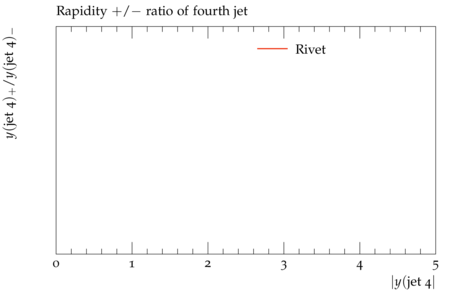 Rapidity +/− ratio of fourth jet
y(jet 4)+/y(jet 4)−
Rivet
0 1 2 3 4 5
|y(jet 4|